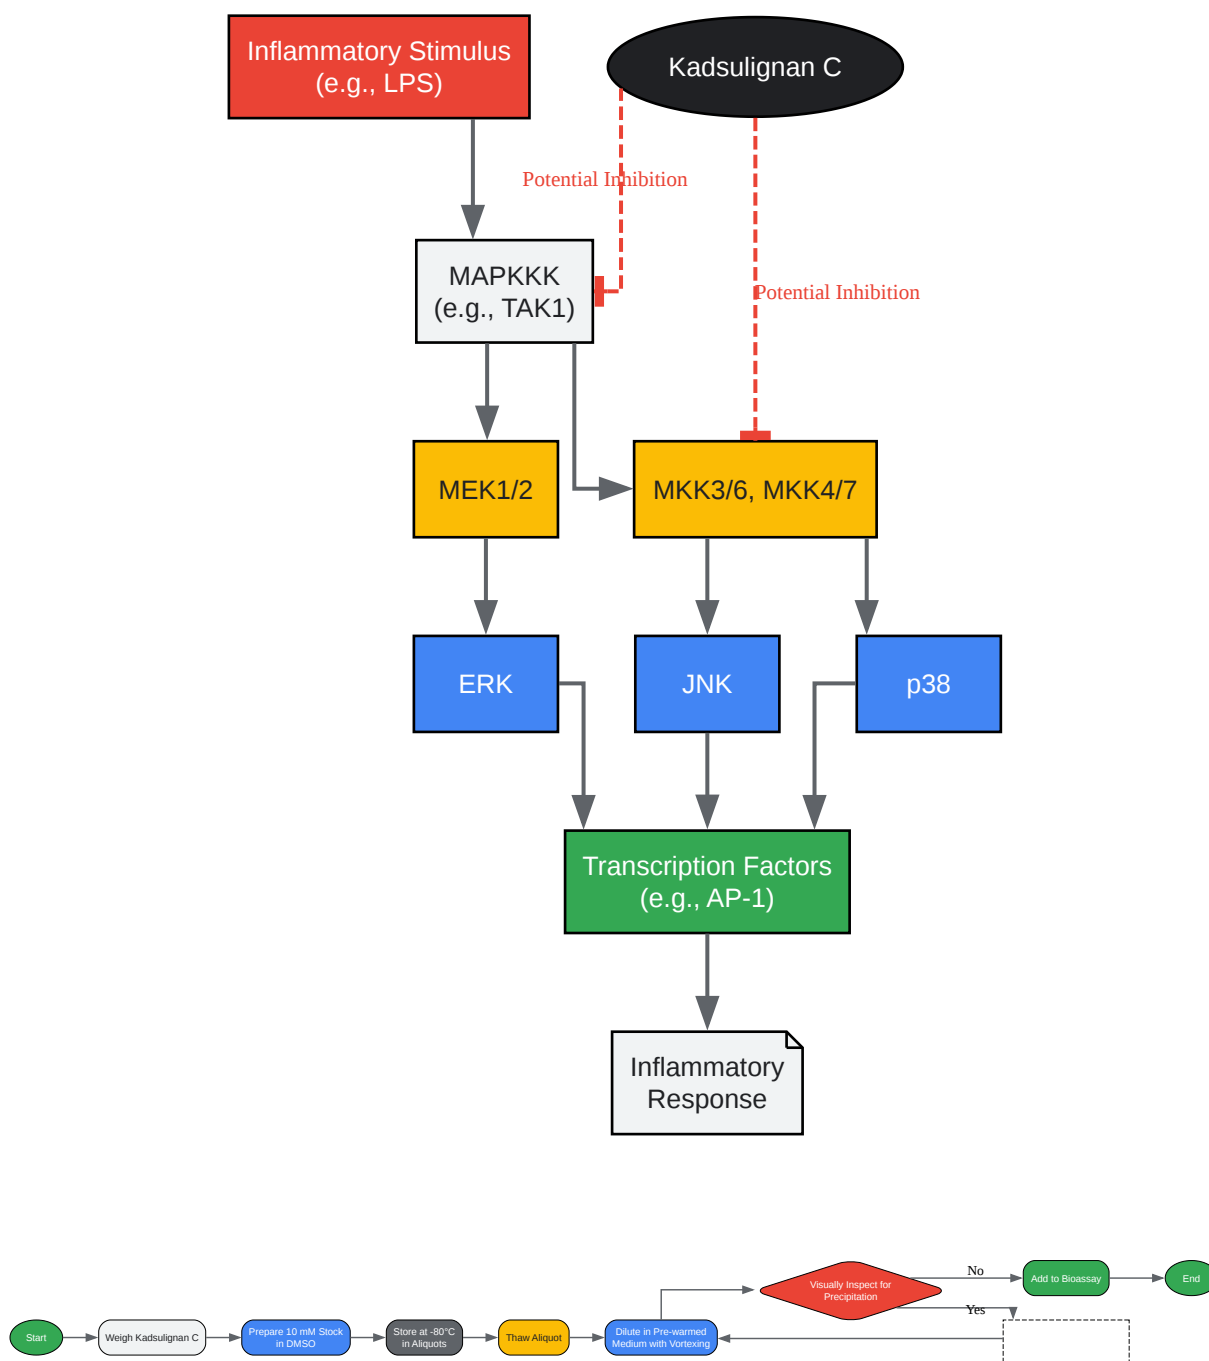 Inflammatory Stimulus
(e.g., LPS)
Kadsulignan C
Potential Inhibition
MAPKKK
(e.g., TAK1)
Potential Inhibition
MEK1/2
MKK3/6, MKK4/7
ERK
JNK
p38
Transcription Factors
(e.g., AP-1)
Inflammatory
Response
Start
Weigh Kadsulignan C
Prepare 10 mM Stock
in DMSO
Store at -80°C
in Aliquots
Thaw Aliquot
Dilute in Pre-warmed
Medium with Vortexing
Visually Inspect for
Precipitation
No
Yes
Add to Bioassay
End